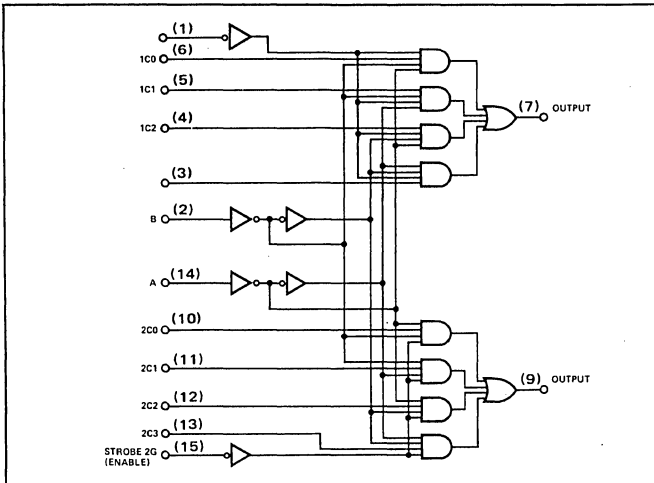 (1)
(6)
1C0
(5)
1C1
(7) OUTPUT
(4)
1C2
(3)
(2)
B
(14)
A
(10)
2C0
(11)
2C1
(9) OUTPUT
(12)
2C2
(13)
2C3
(15)
STROBE 2G
(ENABLE)